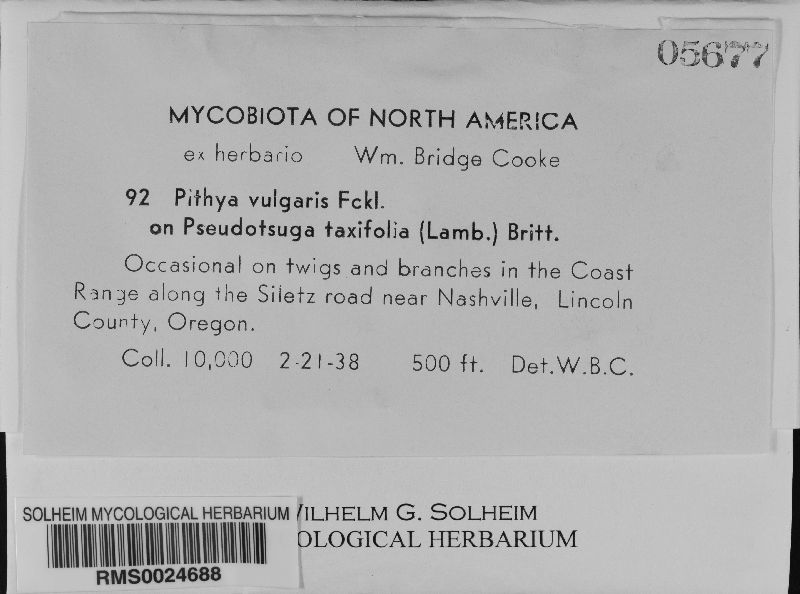 05677
MYCOBIOTA OF NORTH AMERICA
ex herbario Wm. Bridge Cooke
92 Pithya vulgaris Fckl.
on Pseudotsuga taxifolia (Lamb.) Britt.
Occasional on twigs and branches in the Coast
Range along the Siletz road near Nashville, Lincoln
County, Oregon.
Coll. 10,000 2-21-38 500 ft. Det.W.B.C.
ILHELM G. SOLHEIM
OLOGICAL HERBARIUM
SOLHEIM MYCOLOGICAL HERBARIUM
RMS0024688